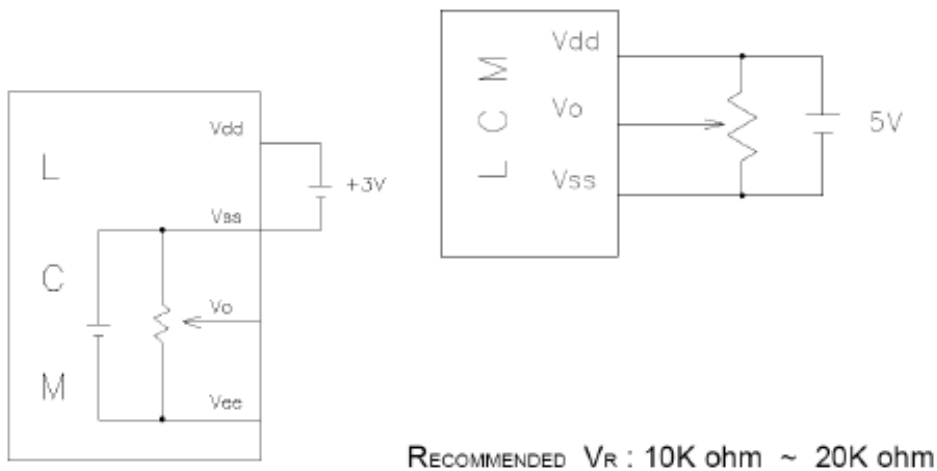 L
C
M
Vdd
+3V
Vss
Vo
Vee
L C M
Vdd
Vo
Vss
5V
RECOMMENDED VR : 10K ohm ~ 20K ohm